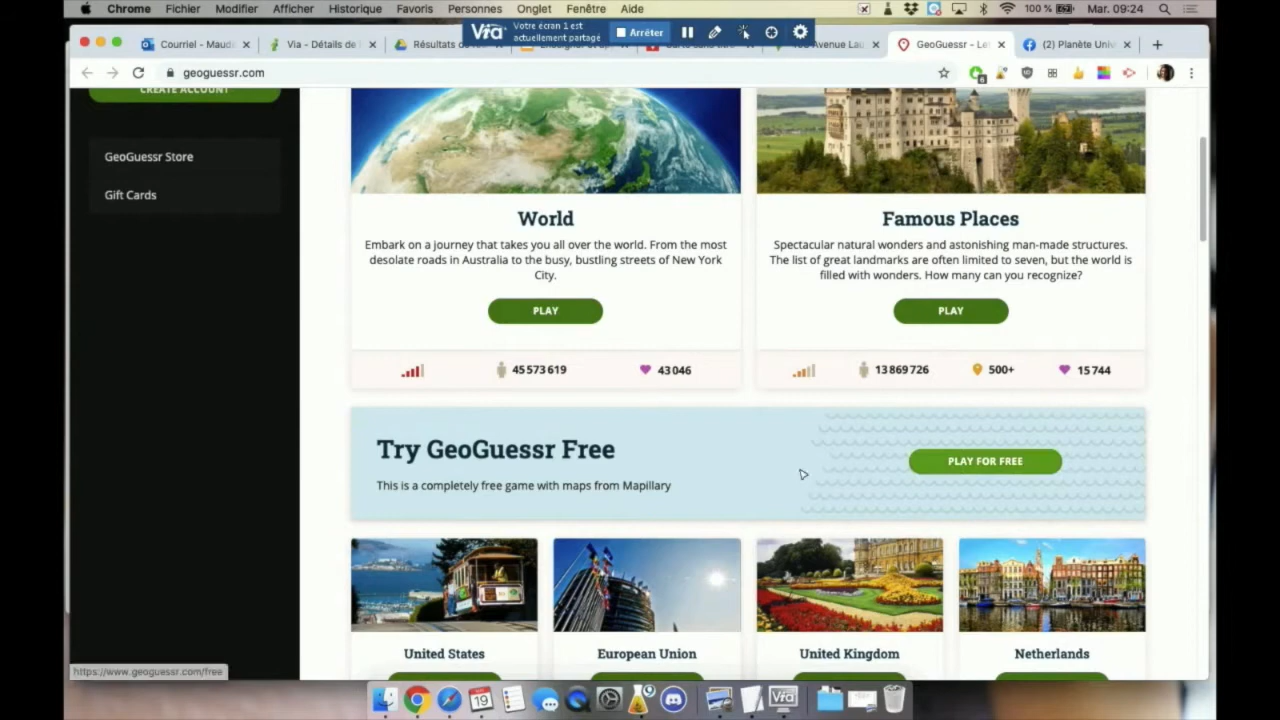 Chrome Fichier Modifier Afficher Historique Favoris Personnes Onglet Fenêtre Aide 100 % Mar. 09:24
Via Votre écran 1 est actuellement partagé Arrêter
Courriel - Maude Via - Détails de Résultats de GeoGuessr - Le (2) Planète Univ
geoguessr.com
CREATE ACCOUNT
GeoGuessr Store
Gift Cards
World
Embark on a journey that takes you all over the world. From the most
desolate roads in Australia to the busy, bustling streets of New York
City.
PLAY
45 573 619 43 046
Famous Places
Spectacular natural wonders and astonishing man-made structures.
The list of great landmarks are often limited to seven, but the world is
filled with wonders. How many can you recognize?
PLAY
13 869 726 500+ 15 744
Try GeoGuessr Free
This is a completely free game with maps from Mapillary
PLAY FOR FREE
United States European Union United Kingdom Netherlands
https://www.geoguessr.com/free
19
Via